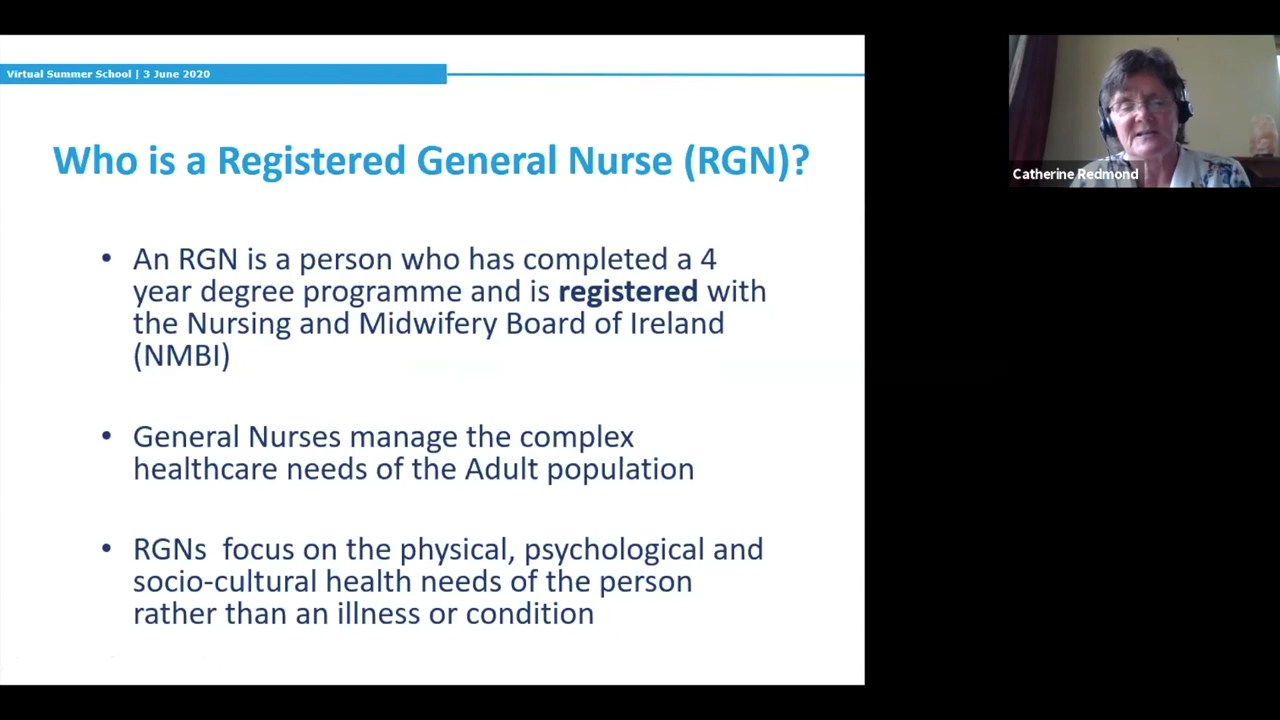 Virtual Summer School | 3 June 2020
Who is a Registered General Nurse (RGN)?
• An RGN is a person who has completed a 4
year degree programme and is registered with
the Nursing and Midwifery Board of Ireland
(NMBI)
• General Nurses manage the complex
healthcare needs of the Adult population
• RGNs  focus on the physical, psychological and
socio-cultural health needs of the person
rather than an illness or condition
Catherine Redmond